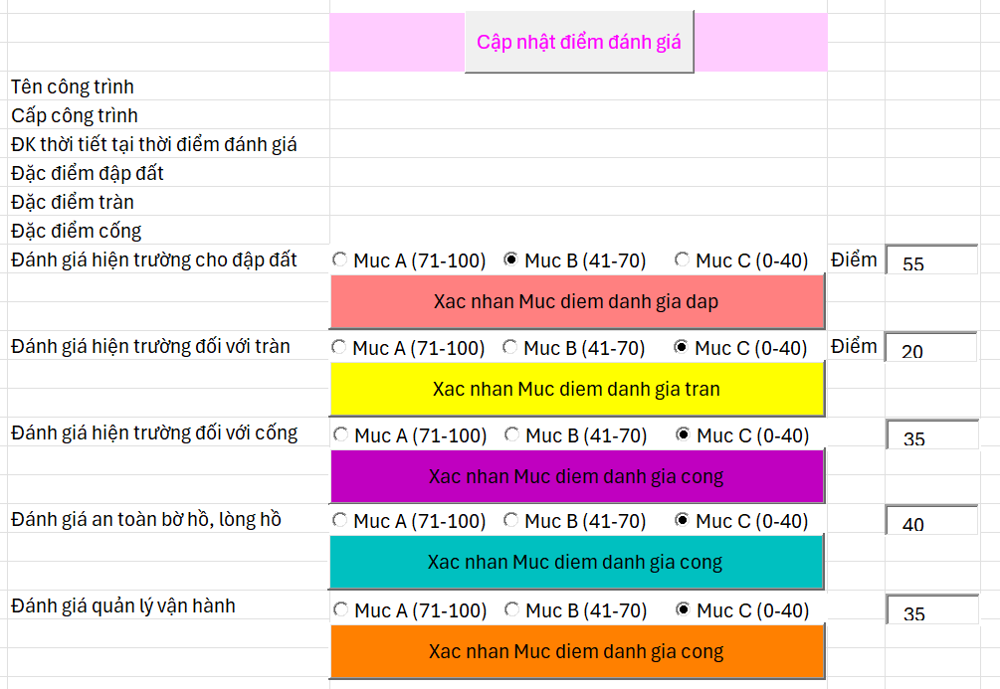 Cập nhật điểm đánh giá
Tên công trình
Cấp công trình
ĐK thời tiết tại thời điểm đánh giá
Đặc điểm đập đất
Đặc điểm tràn
Đặc điểm cống
Đánh giá hiện trường cho đập đất Muc A (71-100) Muc B (41-70) Muc C (0-40) Điểm 55
Xac nhan Muc diem danh gia dap
Đánh giá hiện trường đối với tràn Muc A (71-100) Muc B (41-70) Muc C (0-40) Điểm 20
Xac nhan Muc diem danh gia tran
Đánh giá hiện trường đối với cống Muc A (71-100) Muc B (41-70) Muc C (0-40) 35
Xac nhan Muc diem danh gia cong
Đánh giá an toàn bờ hồ, lòng hồ Muc A (71-100) Muc B (41-70) Muc C (0-40) 40
Xac nhan Muc diem danh gia cong
Đánh giá quản lý vận hành Muc A (71-100) Muc B (41-70) Muc C (0-40) 35
Xac nhan Muc diem danh gia cong